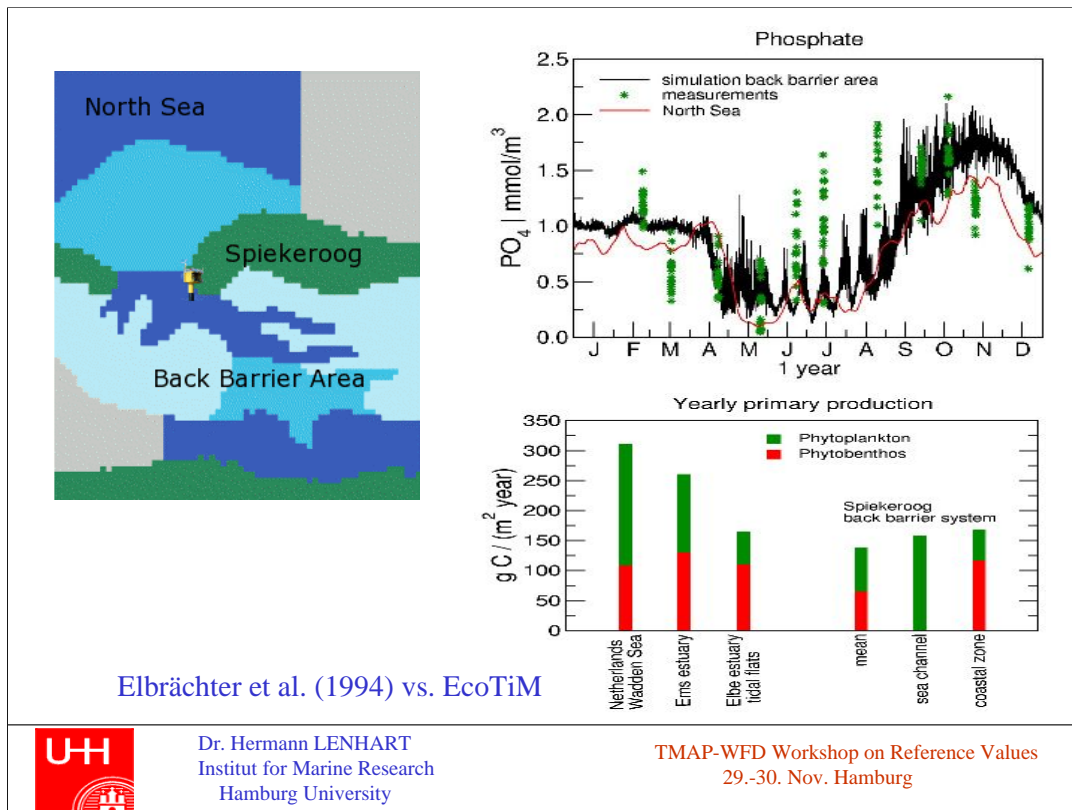 North Sea
Spiekeroog
Back Barrier Area
Phosphate
2.5
2.0
1.5
1.0
0.5
0.0
PO4 | mmol/m³
simulation back barrier area
measurements
North Sea
J F M A M J J A S O N D
1 year
Yearly primary production
350
300
250
200
150
100
50
0
g C / (m² year)
Phytoplankton
Phytobenthos
Spiekeroog
back barrier system
Netherlands
Wadden Sea
Ems estuary
Elbe estuary
tidal flats
mean
sea channel
coastal zone
Elbrächter et al. (1994) vs. EcoTiM
UH
Dr. Hermann LENHART
Institut for Marine Research
Hamburg University
TMAP-WFD Workshop on Reference Values
29.-30. Nov. Hamburg